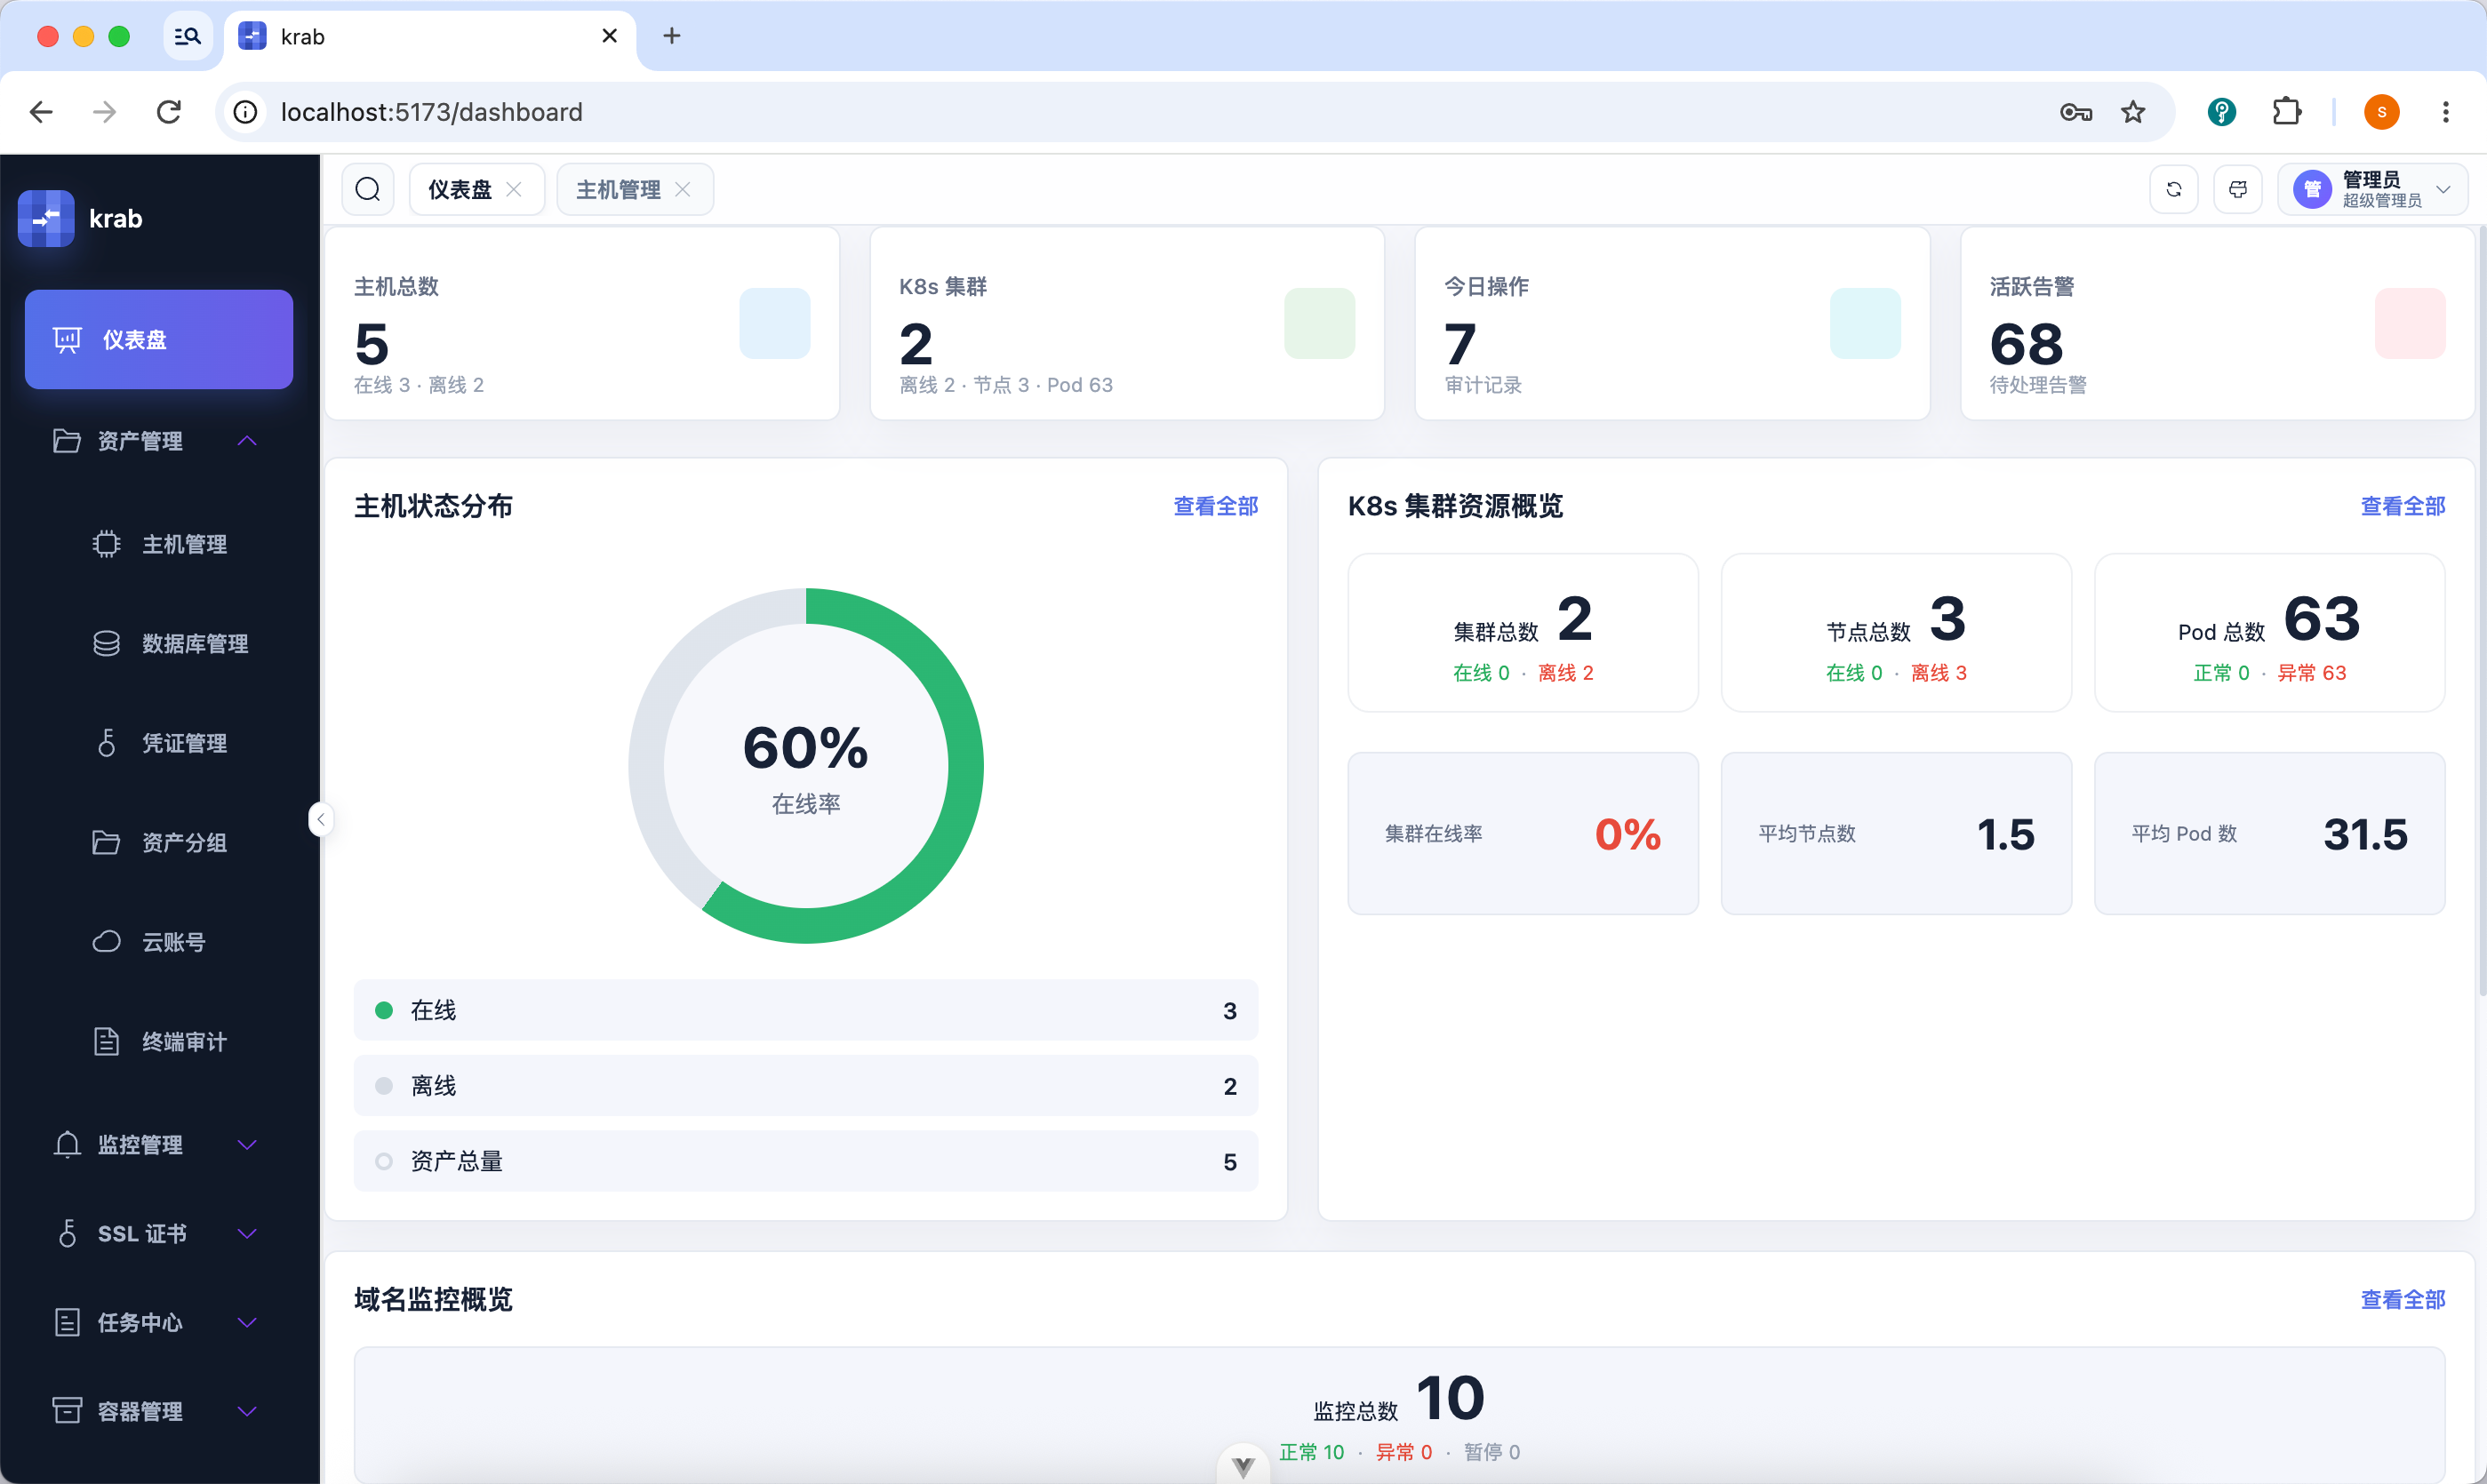 krab
localhost:5173/dashboard
S
krab
仪表盘
主机管理
管
管理员
超级管理员
仪表盘
资产管理
主机管理
数据库管理
凭证管理
资产分组
云账号
终端审计
监控管理
SSL 证书
任务中心
容器管理
主机总数
5
在线 3 · 离线 2
K8s 集群
2
离线 2 · 节点 3 · Pod 63
今日操作
7
审计记录
活跃告警
68
待处理告警
主机状态分布
查看全部
60%
在线率
在线 3
离线 2
资产总量 5
K8s 集群资源概览
查看全部
集群总数 2
在线 0 · 离线 2
节点总数 3
在线 0 · 离线 3
Pod 总数 63
正常 0 · 异常 63
集群在线率 0%
平均节点数 1.5
平均 Pod 数 31.5
域名监控概览
查看全部
监控总数 10
正常 10 · 异常 0 · 暂停 0